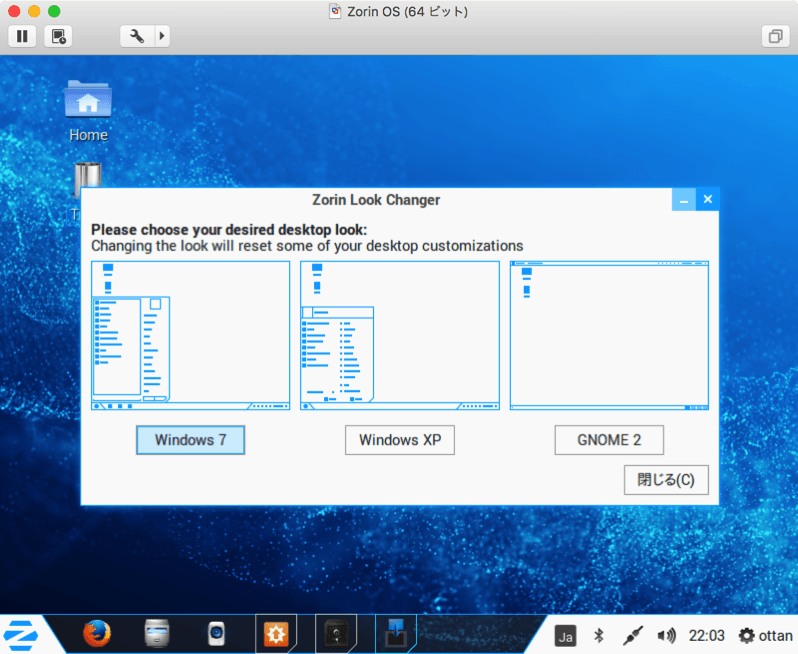 Zorin OS (64 ビット)
Home
T
Zorin Look Changer
Please choose your desired desktop look:
Changing the look will reset some of your desktop customizations
Windows 7
Windows XP
GNOME 2
閉じる(C)
Ja
22:03
ottan